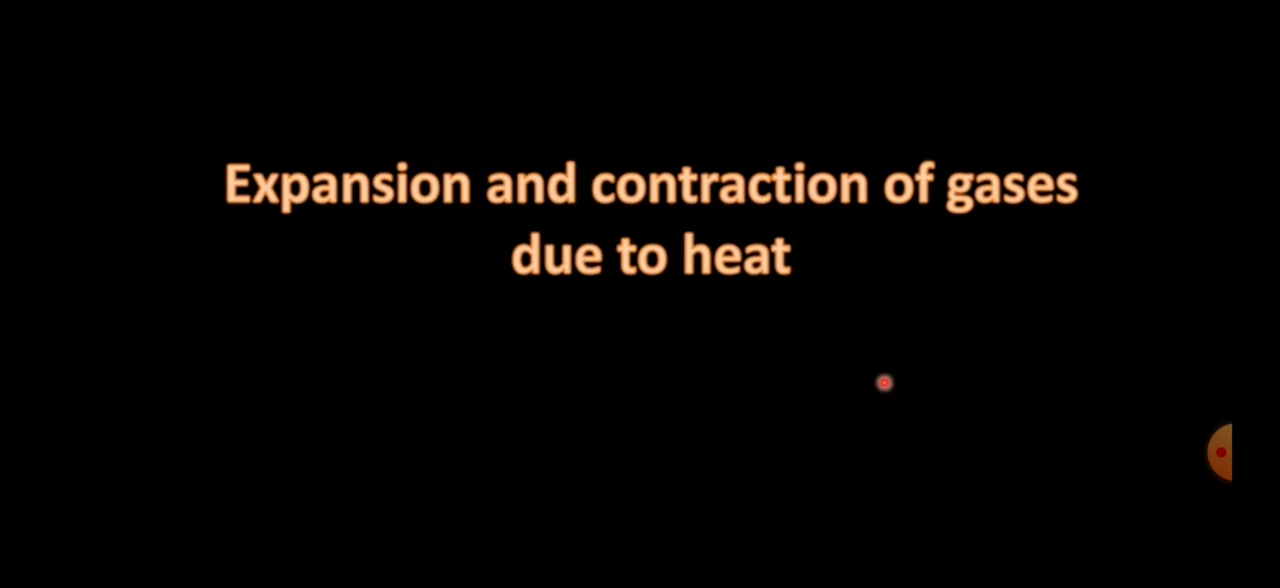 Expansion and contraction of gases
due to heat